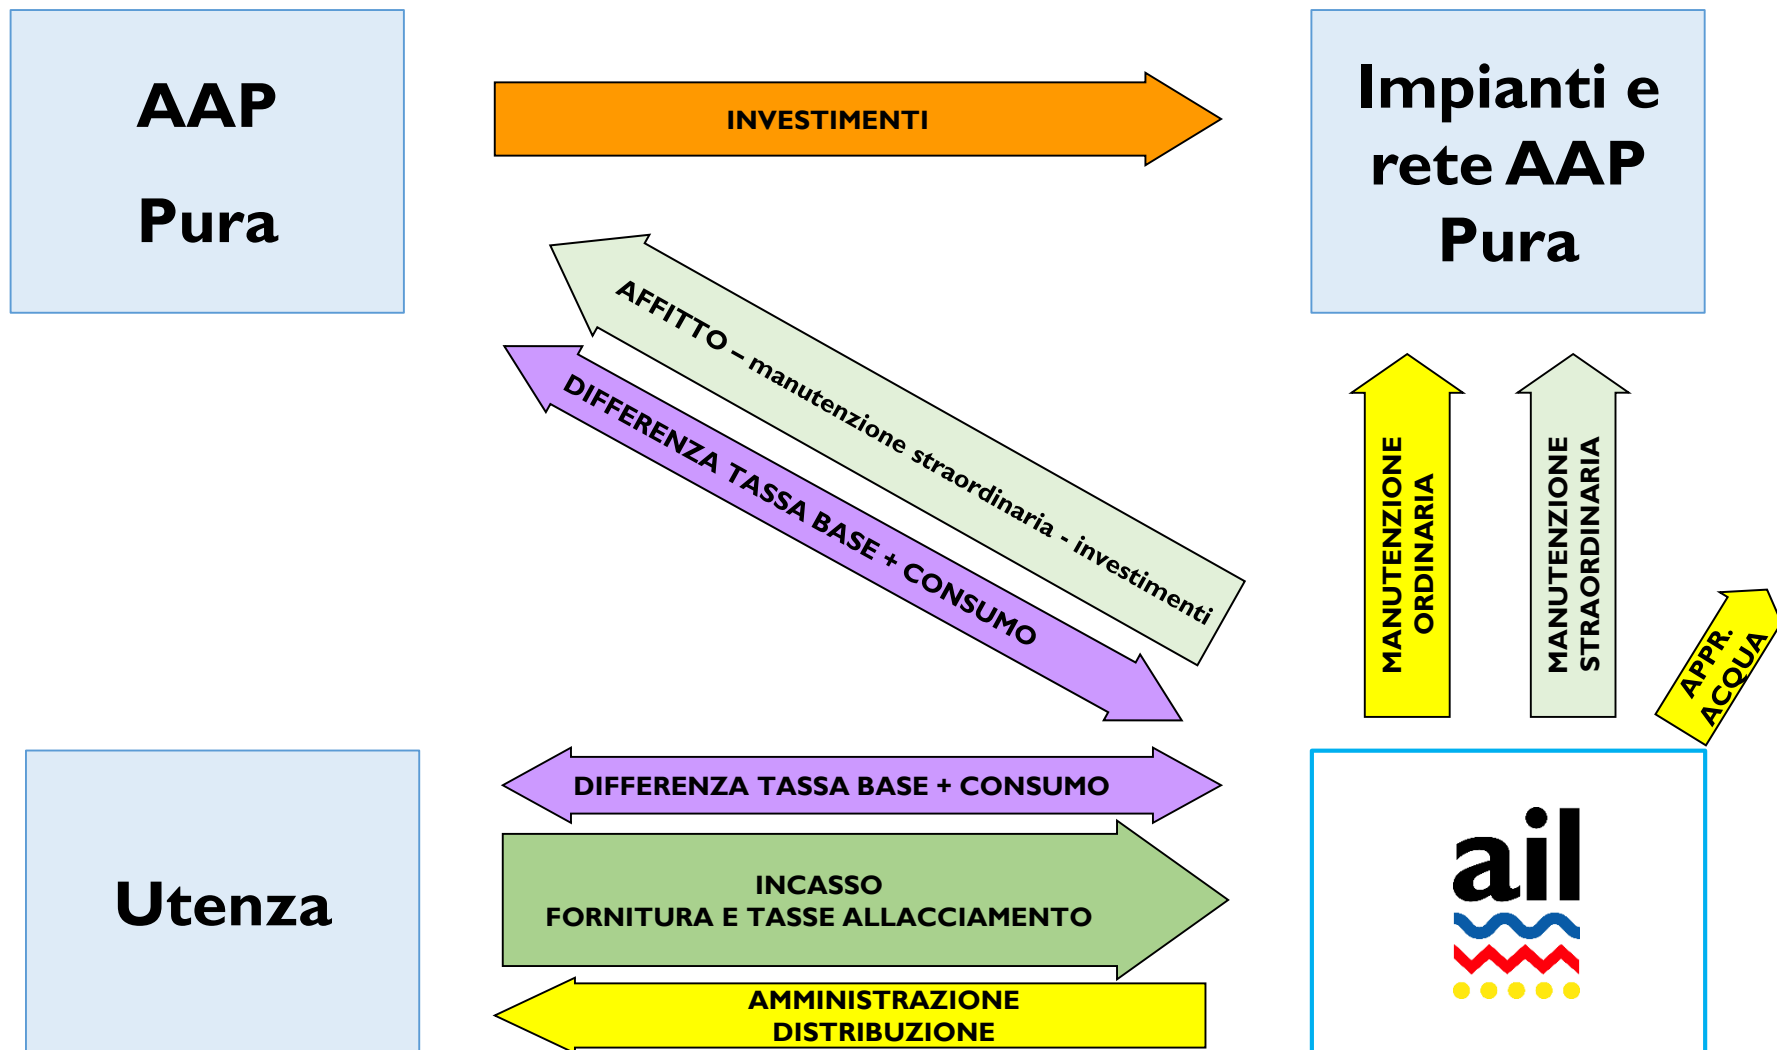 AAP
Pura
INVESTIMENTI
Impianti e
rete AAP
Pura
AFFITTO – manutenzione straordinaria - investimenti
DIFFERENZA TASSA BASE + CONSUMO
MANUTENZIONE
ORDINARIA
MANUTENZIONE
STRAORDINARIA
APPR.
ACQUA
Utenza
DIFFERENZA TASSA BASE + CONSUMO
INCASSO
FORNITURA E TASSE ALLACCIAMENTO
AMMINISTRAZIONE
DISTRIBUZIONE
ail